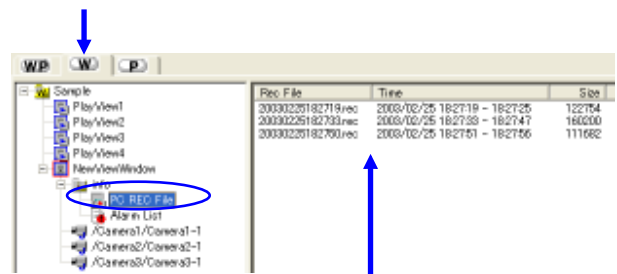 W.P W P
Sample
PlayView1
PlayView2
PlayView3
PlayView4
NewViewWindow
Info
PC REC File
Alarm List
/Camera1/Camera1-1
/Camera2/Camera2-1
/Camera3/Camera3-1
Rec File Time Size
20030225182719.rec 2003/02/25 18:27:19 - 18:27:25 122754
20030225182733.rec 2003/02/25 18:27:33 - 18:27:47 160200
20030225182750.rec 2003/02/25 18:27:51 - 18:27:56 111682